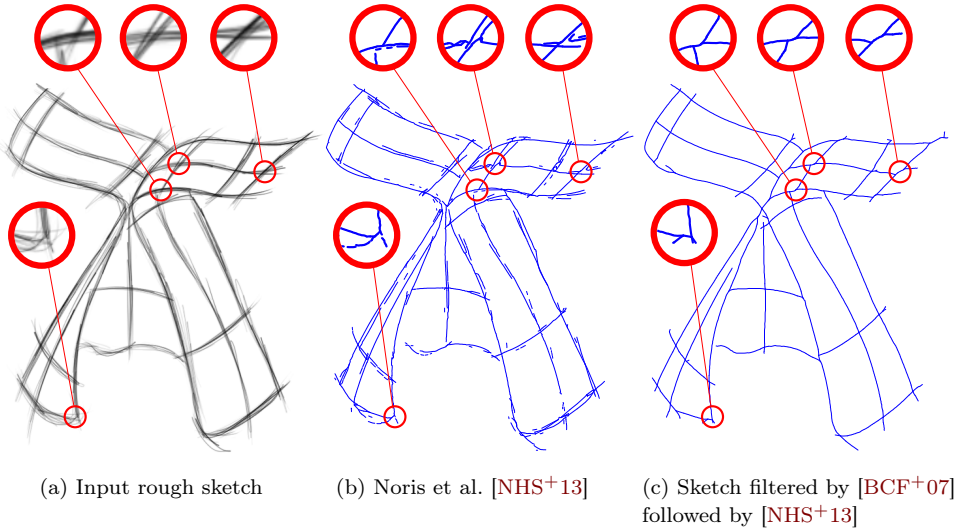 (a) Input rough sketch
(b) Noris et al. [NHS+13]
(c) Sketch filtered by [BCF+07]
followed by [NHS+13]